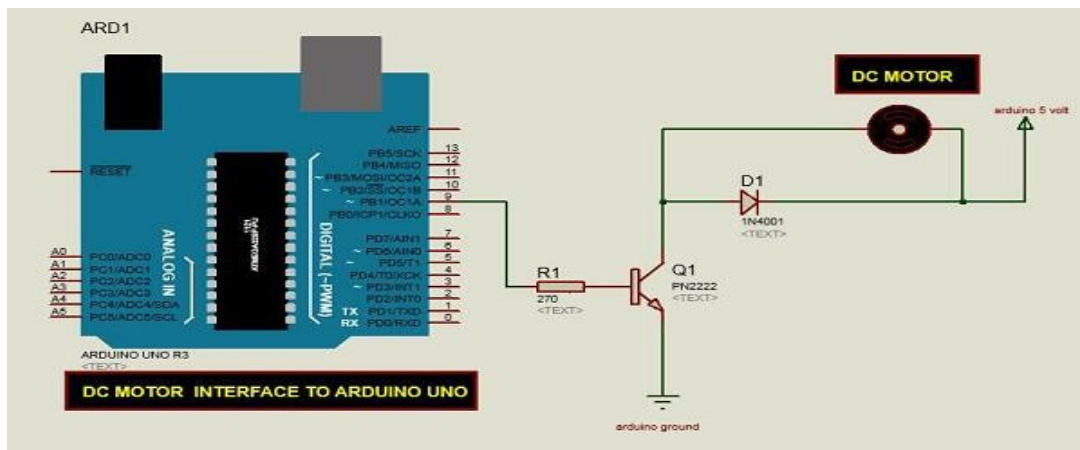 ARD1
DC MOTOR
arduino 5 volt
AREF
RESET
PB5/SCK 13
PB4/MISO 12
~ PB3/MOSI/OC2A 11
~ PB2/SS/OC1B 10
~ PB1/OC1A 9
PB0/ICP1/CLKO 8
DIGITAL (~PWM)
PD7/AIN1 7
~ PD6/AIN0 6
~ PD5/T1 5
PD4/T0/XCK 4
~ PD3/INT1 3
PD2/INT0 2
TX PD1/TXD 1
RX PD0/RXD 0
ANALOG IN
A0 PC0/ADC0
A1 PC1/ADC1
A2 PC2/ADC2
A3 PC3/ADC3
A4 PC4/ADC4/SDA
A5 PC5/ADC5/SCL
D1
1N4001
<TEXT>
R1
270
<TEXT>
Q1
PN2222
<TEXT>
ARDUINO UNO R3
<TEXT>
DC MOTOR INTERFACE TO ARDUINO UNO
arduino ground